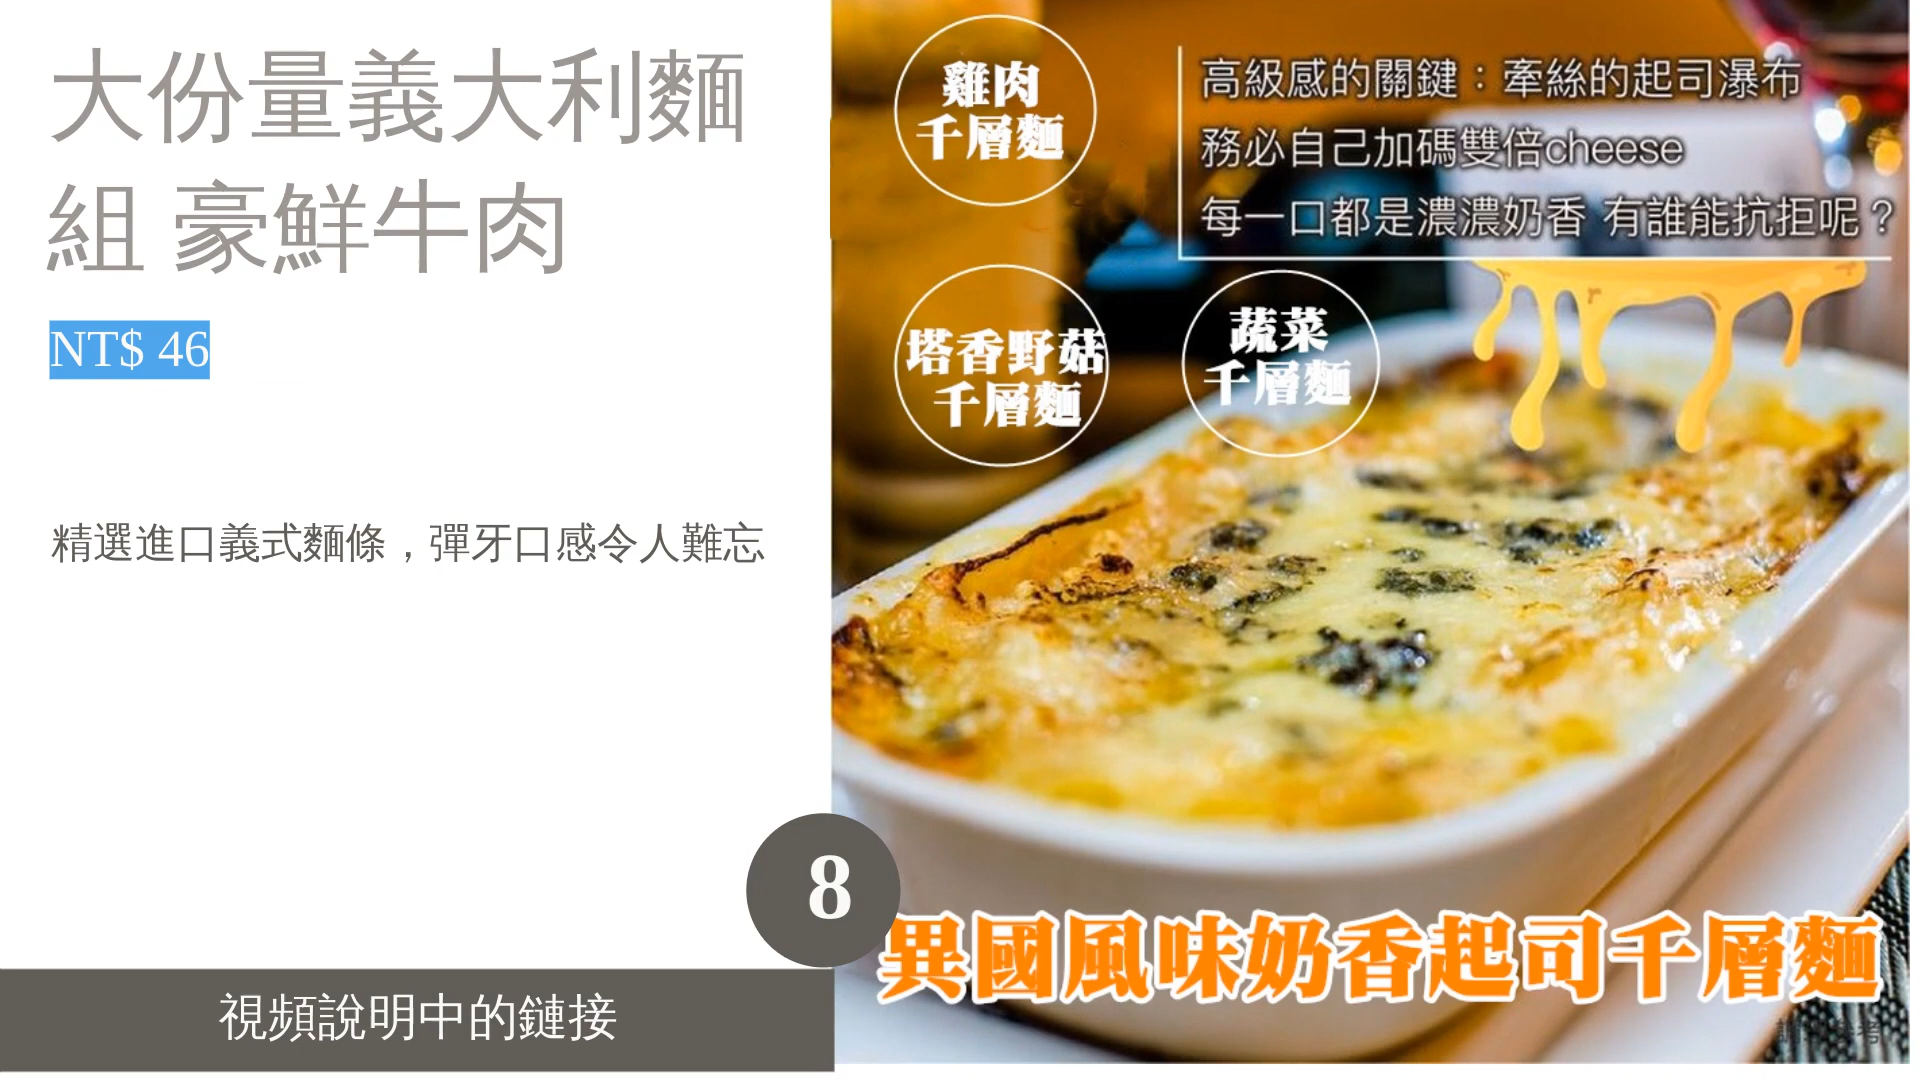 大份量義大利麵
組 豪鮮牛肉
NT$ 46
精選進口義式麵條，彈牙口感令人難忘
8
視頻說明中的鏈接
雞肉
千層麵
高級感的關鍵：牽絲的起司瀑布
務必自己加碼雙倍cheese
每一口都是濃濃奶香 有誰能抗拒呢？
塔香野菇
千層麵
蔬菜
千層麵
異國風味奶香起司千層麵